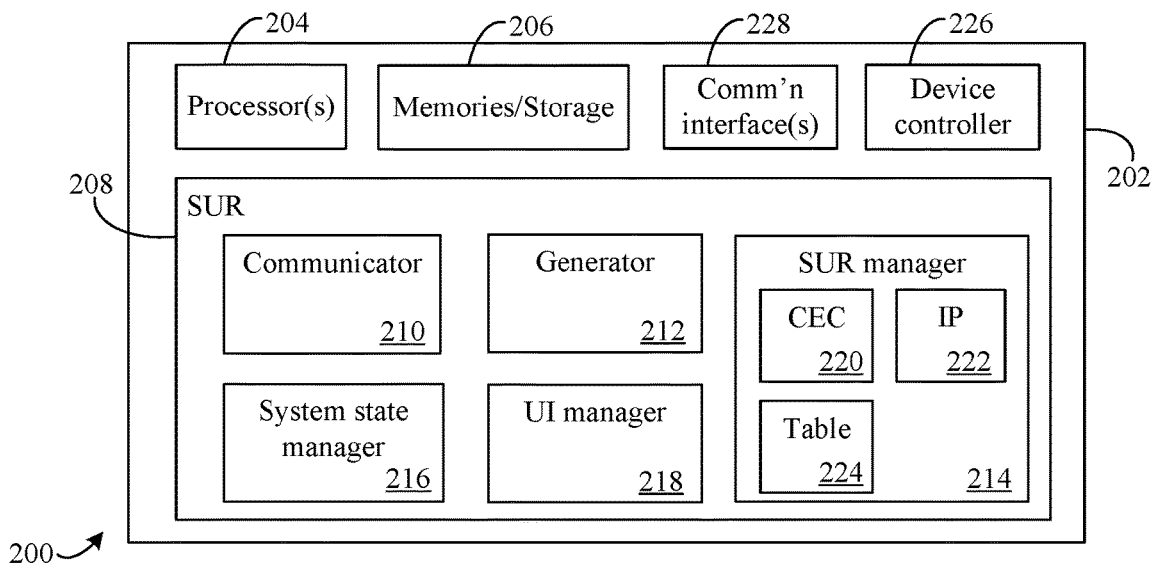 204
206
228
226
Processor(s)
Memories/Storage
Comm’n
interface(s)
Device
controller
202
208
SUR
Communicator
210
Generator
212
SUR manager
CEC
220
IP
222
System state
manager
216
UI manager
218
Table
224
214
200